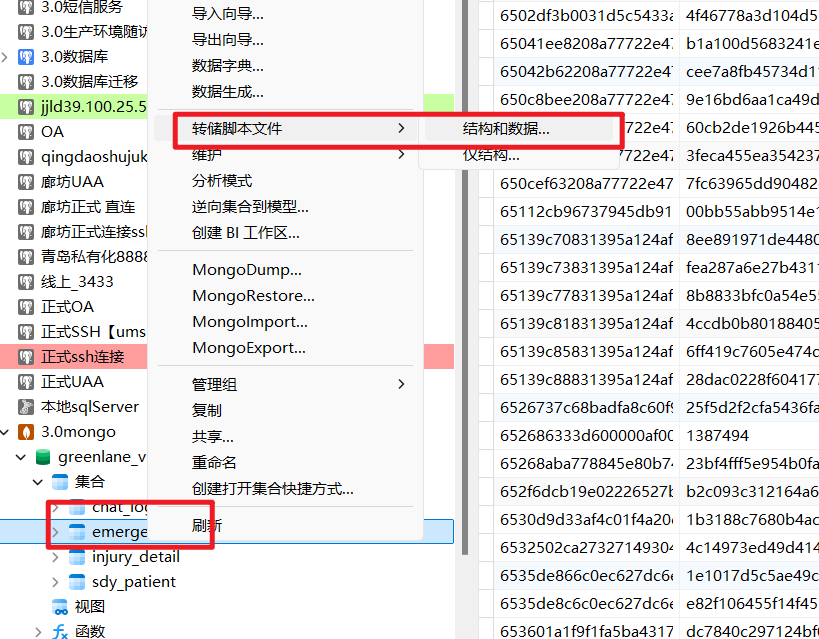 3.0短信服务
3.0生产环境随访
3.0数据库
3.0数据库迁移
jjld39.100.25.5
OA
qingdaoshujuk
廊坊UAA
廊坊正式 直连
廊坊正式连接ssh
青岛私有化8888
线上_3433
正式OA
正式SSH【ums
正式ssh连接
正式UAA
本地sqlServer
3.0mongo
greenlane_v
集合
chat_log
emerge
injury_detail
sdy_patient
视图
函数
导入向导...
导出向导...
数据字典...
数据生成...
转储脚本文件
维护
分析模式
逆向集合到模型...
创建 BI 工作区...
MongoDump...
MongoRestore...
MongoImport...
MongoExport...
管理组
复制
共享...
重命名
创建打开集合快捷方式...
刷新
结构和数据...
仅结构...
6502df3b0031d5c5433a 4f46778a3d104d5
65041ee8208a77722e47 b1a100d5683241e
65042b62208a77722e47 cee7a8fb45734d1
650c8bee208a77722e47 9e16bd6aa1ca49d
7722e47 60cb2de1926b445
7722e47 3feca455ea354237
650cef63208a77722e47 7fc63965dd90482
65112cb96737945db91 00bb55abb9514e1
65139c70831395a124af 8ee891971de4480
65139c73831395a124af fea287a6e27b431
65139c77831395a124af 8b8833bfc0a54e5
65139c81831395a124af 4ccdb0b80188405
65139c85831395a124af 6ff419c7605e474c
65139c88831395a124af 28dac0228f604177
6526737c68badfa8c60f9 25f5d2f2cfa5436fa
652686333d600000af00 1387494
65268aba778845e80b74 23bf4fff5e954b0fa
652f6dcb19e02226527b b2c093c312164a6
6530d9d33af4c01f4a20 1b3188c7680b4ac
6532502ca2732714930 4c14973ed49d414
6535de866c0ec627dc6e 1e1017d5c5ae49c
6535de8c6c0ec627dc6e e82f106455f14f45
653601a1f9f1fa5ba4317 dc7840c297124bf